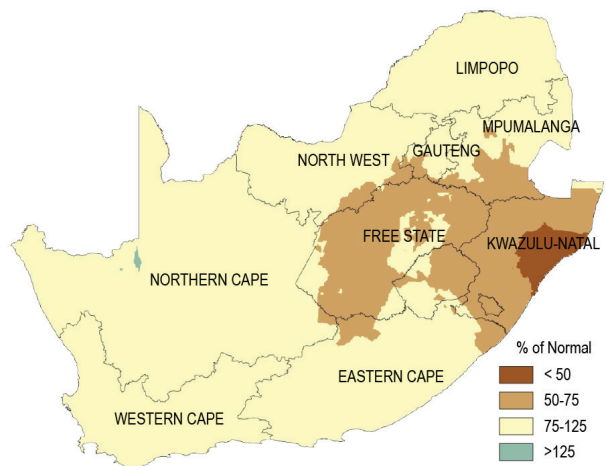 LIMPOPO
MPUMALANGA
GAUTENG
NORTH WEST
FREE STATE
KWAZULU-NATAL
NORTHERN CAPE
EASTERN CAPE
WESTERN CAPE
% of Normal
< 50
50-75
75-125
>125